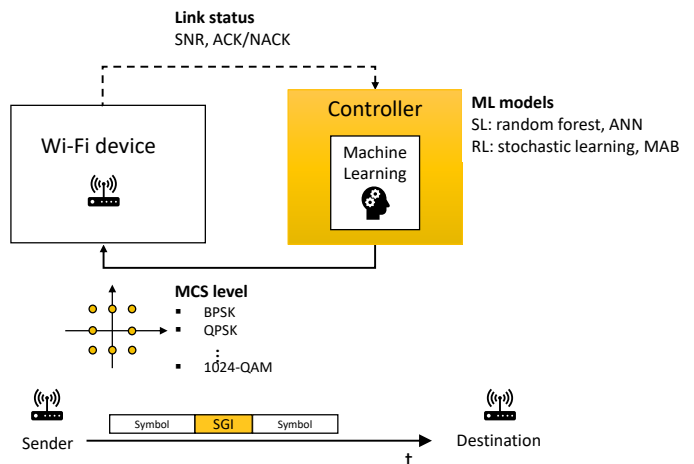 Link status
SNR, ACK/NACK
Wi-Fi device
Controller
Machine
Learning
ML models
SL: random forest, ANN
RL: stochastic learning, MAB
MCS level
▪ BPSK
▪ QPSK
⋮
▪ 1024-QAM
Sender
Symbol
SGI
Symbol
t
Destination